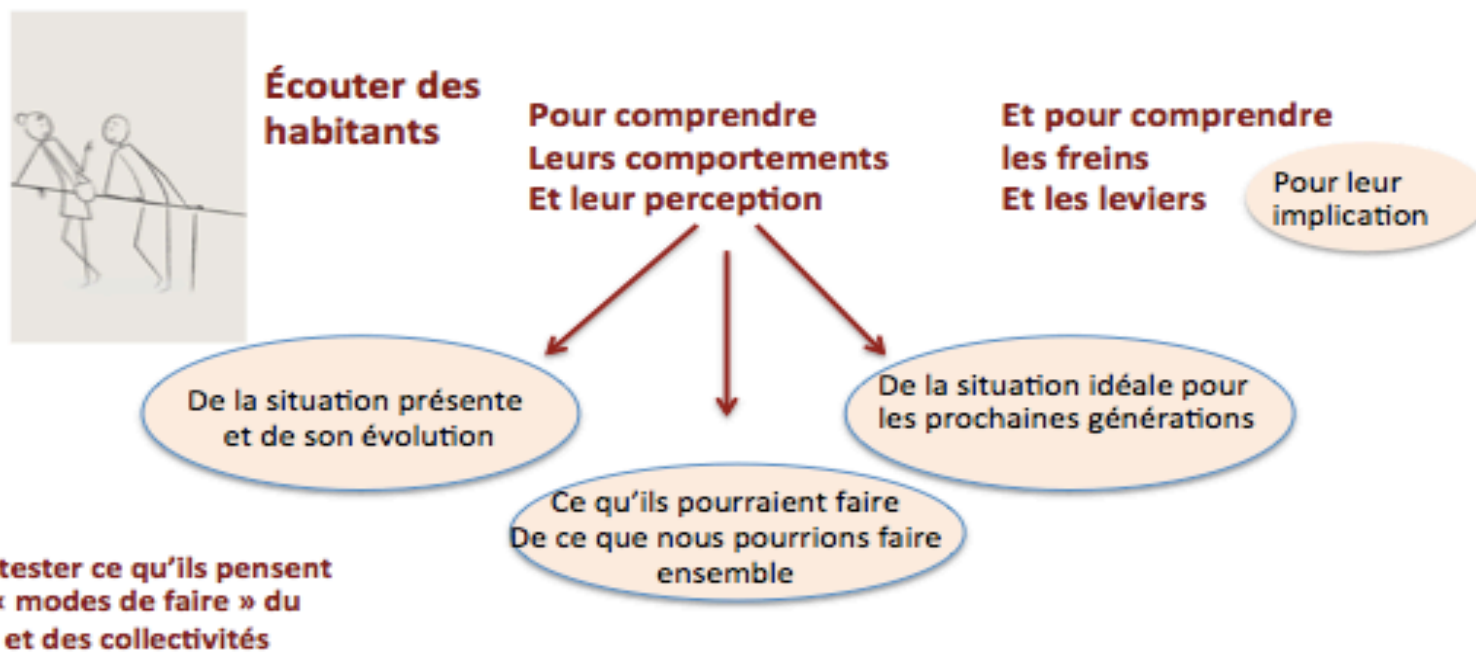 Écouter des
habitants
Pour comprendre
Leurs comportements
Et leur perception
Et pour comprendre
les freins
Et les leviers
Pour leur
implication
De la situation présente
et de son évolution
Ce qu'ils pourraient faire
De ce que nous pourrions faire
ensemble
De la situation idéale pour
les prochaines générations
tester ce qu'ils pensent
« modes de faire » du
et des collectivités